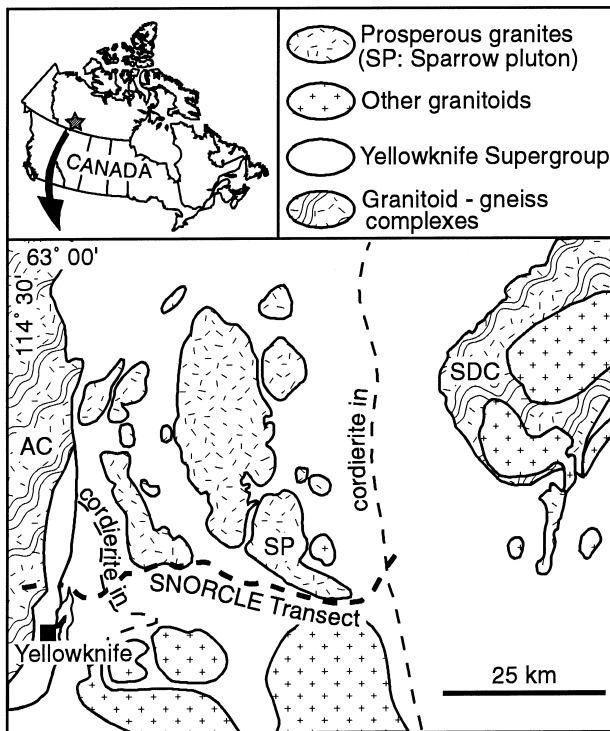 CANADA
Prosperous granites
(SP: Sparrow pluton)
Other granitoids
Yellowknife Supergroup
Granitoid - gneiss
complexes
63° 00'
114° 30'
AC
SDC
cordierite in
cordierite in
SP
SNORCLE Transect
Yellowknife
25 km